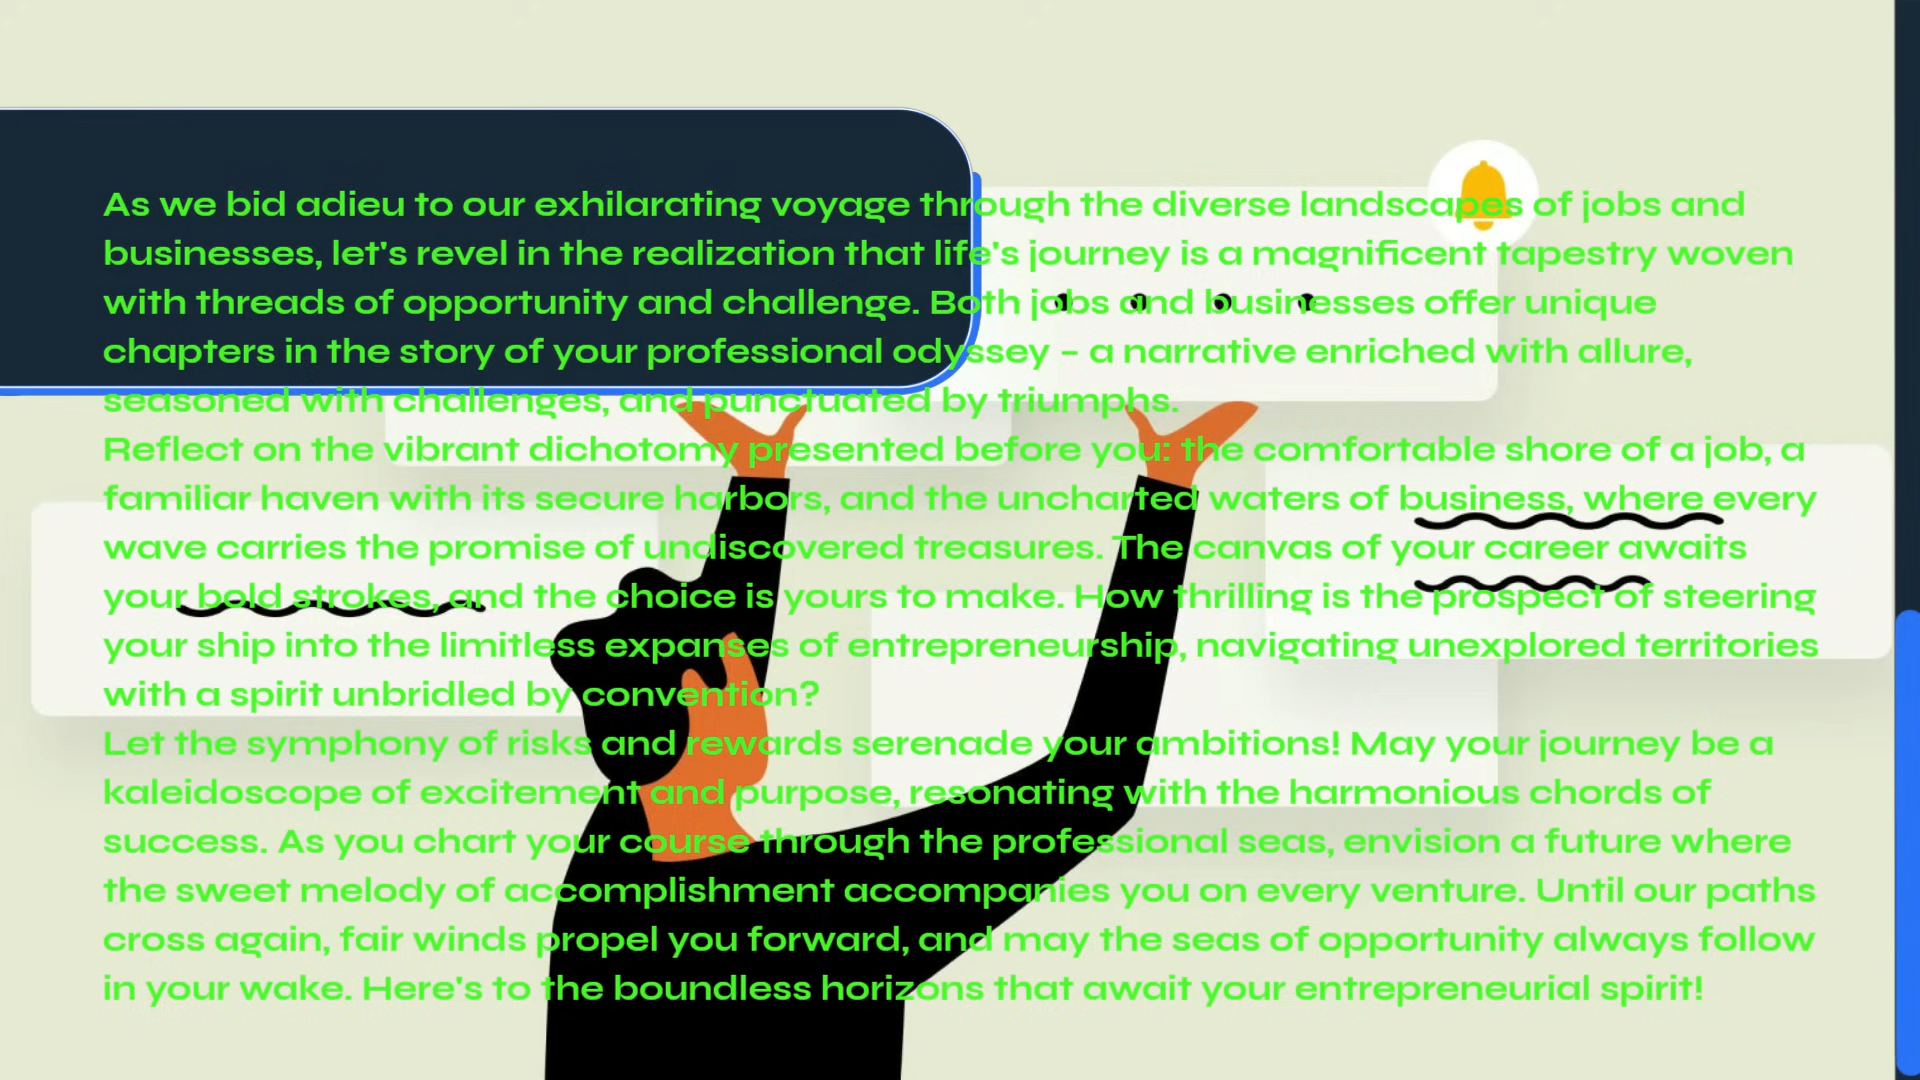 As we bid adieu to our exhilarating voyage through the diverse landscapes of jobs and
businesses, let's revel in the realization that life's journey is a magnificent tapestry woven
with threads of opportunity and challenge. Both jobs and businesses offer unique
chapters in the story of your professional odyssey – a narrative enriched with allure,
seasoned with challenges, and punctuated by triumphs.
Reflect on the vibrant dichotomy presented before you: the comfortable shore of a job, a
familiar haven with its secure harbors, and the uncharted waters of business, where every
wave carries the promise of undiscovered treasures. The canvas of your career awaits
your bold strokes, and the choice is yours to make. How thrilling is the prospect of steering
your ship into the limitless expanses of entrepreneurship, navigating unexplored territories
with a spirit unbridled by convention?
Let the symphony of risks and rewards serenade your ambitions! May your journey be a
kaleidoscope of excitement and purpose, resonating with the harmonious chords of
success. As you chart your course through the professional seas, envision a future where
the sweet melody of accomplishment accompanies you on every venture. Until our paths
cross again, fair winds propel you forward, and may the seas of opportunity always follow
in your wake. Here's to the boundless horizons that await your entrepreneurial spirit!